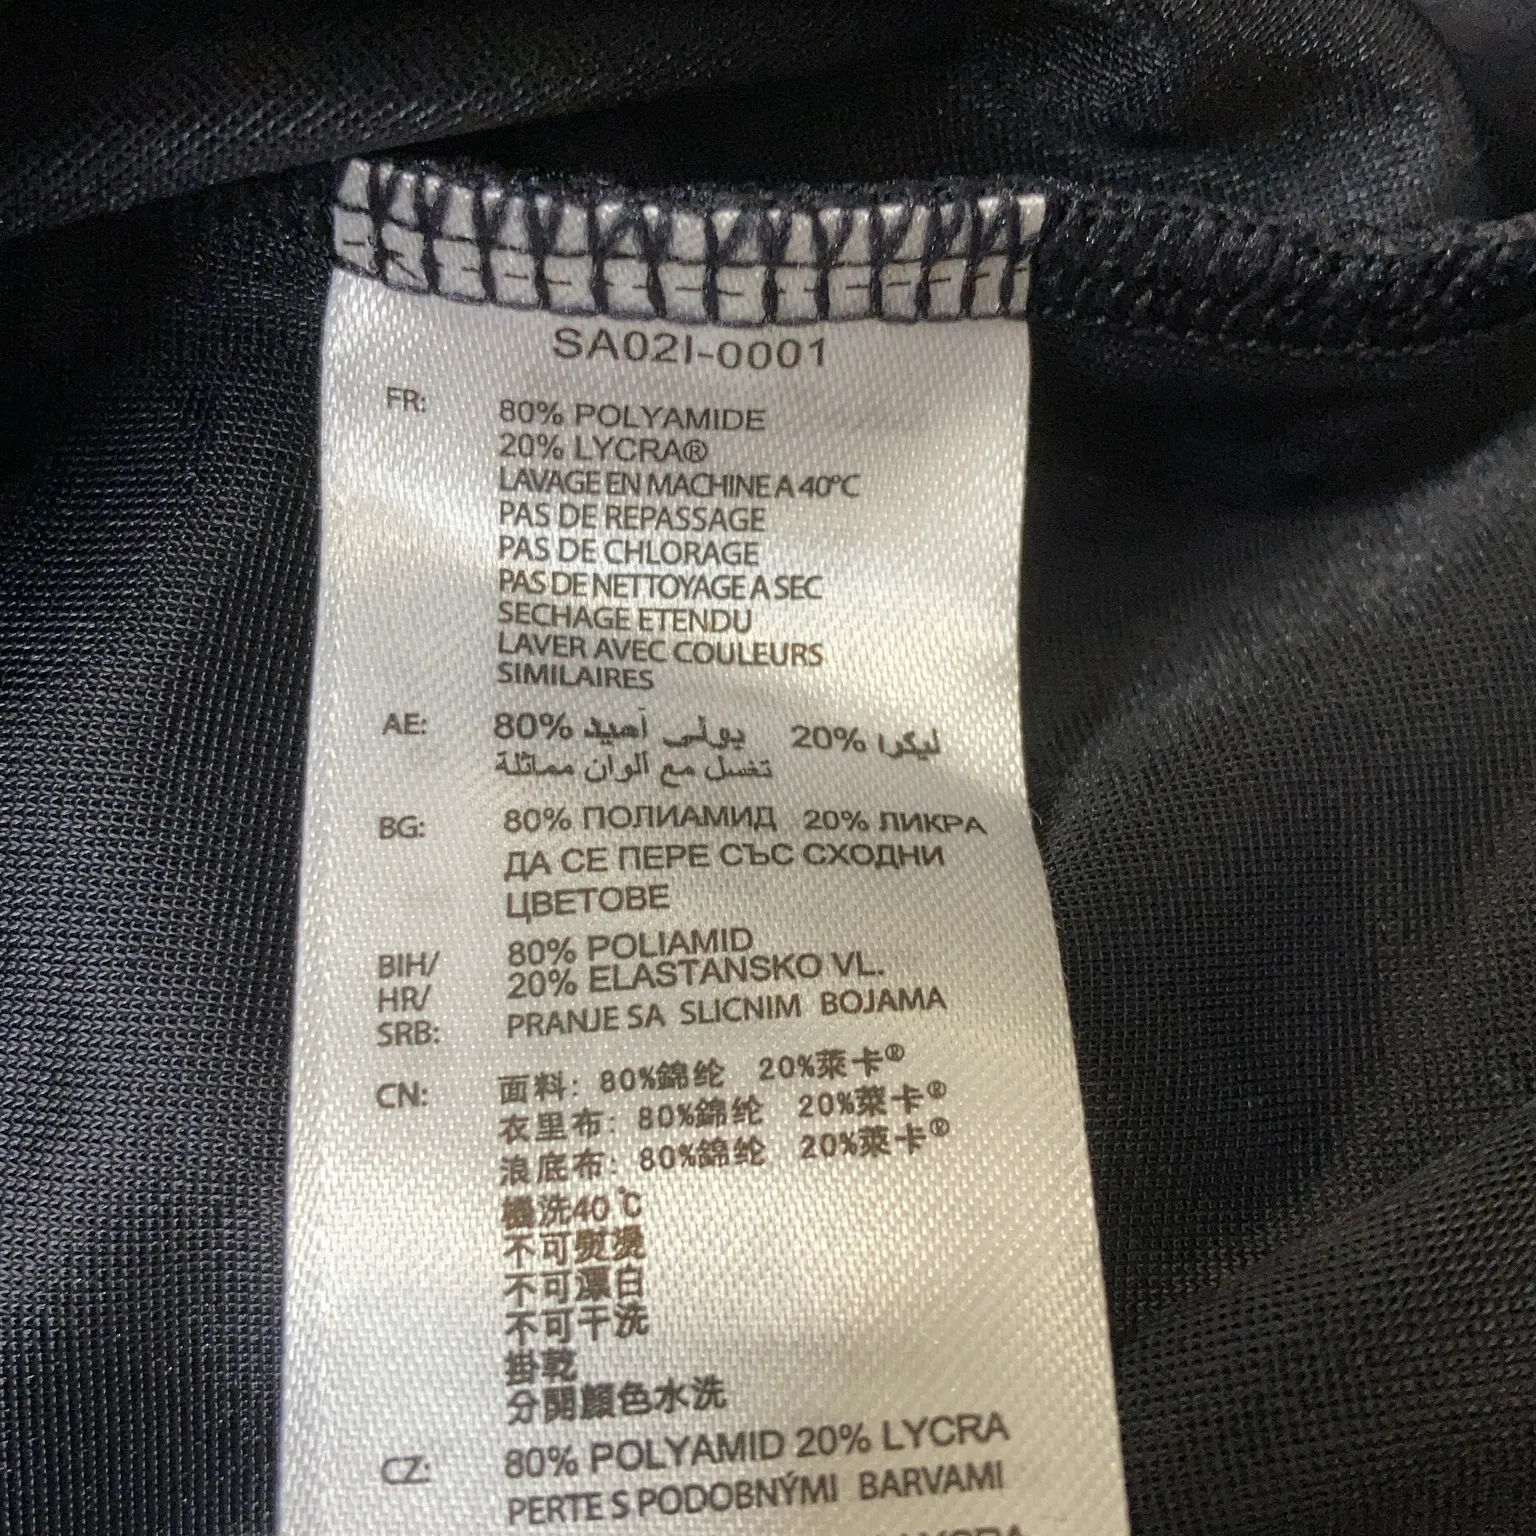 SA02I-0001
FR: 80% POLYAMIDE
20% LYCRA®
LAVAGE EN MACHINE A 40°C
PAS DE REPASSAGE
PAS DE CHLORAGE
PAS DE NETTOYAGE A SEC
SECHAGE ETENDU
LAVER AVEC COULEURS
SIMILAIRES
AE: 80% بولي أميد 20% ليكرا
تغسل مع ألوان مماثلة
BG: 80% ПОЛИАМИД 20% ЛИКРА
ДА СЕ ПЕРЕ СЪС СХОДНИ
ЦВЕТОВЕ
BIH/ 80% POLIAMID
HR/ 20% ELASTANSKO VL.
SRB: PRANJE SA SLICNIM BOJAMA
CN: 面料: 80%錦纶 20%萊卡®
衣里布: 80%錦纶 20%萊卡®
浪底布: 80%錦纶 20%萊卡®
機洗40℃
不可熨燙
不可漂白
不可干洗
掛乾
分開顏色水洗
CZ: 80% POLYAMID 20% LYCRA
PERTE S PODOBNÝMI BARVAMI
LYCRA